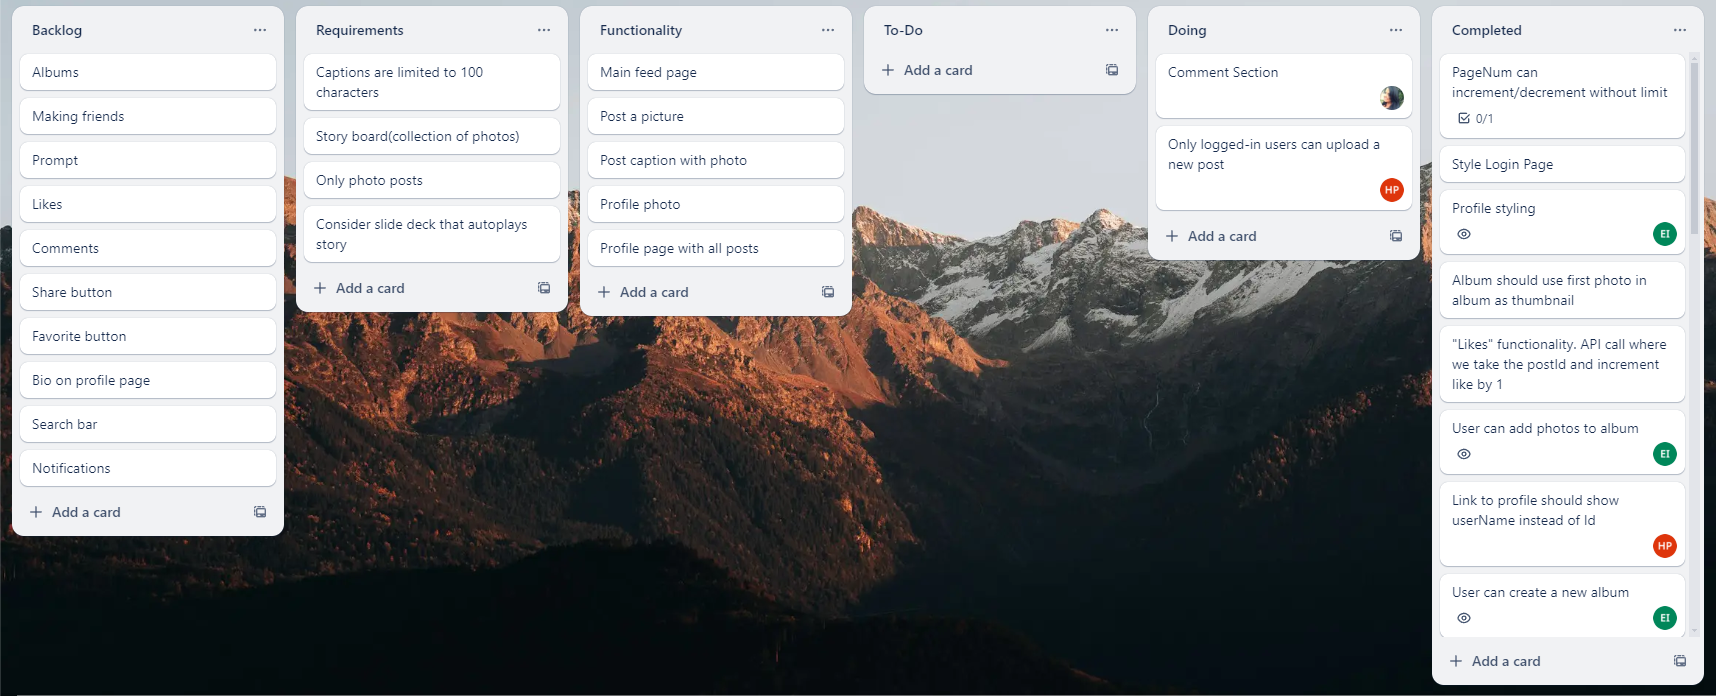 Backlog
Albums
Making friends
Prompt
Likes
Comments
Share button
Favorite button
Bio on profile page
Search bar
Notifications
Add a card
Requirements
Captions are limited to 100
characters
Story board(collection of photos)
Only photo posts
Consider slide deck that autoplays
story
Add a card
Functionality
Main feed page
Post a picture
Post caption with photo
Profile photo
Profile page with all posts
Add a card
To-Do
Add a card
Doing
Comment Section
Only logged-in users can upload a
new post
HP
Add a card
Completed
PageNum can
increment/decrement without limit
0/1
Style Login Page
Profile styling
EI
Album should use first photo in
album as thumbnail
"Likes" functionality. API call where
we take the postId and increment
like by 1
User can add photos to album
EI
Link to profile should show
userName instead of Id
HP
User can create a new album
EI
Add a card